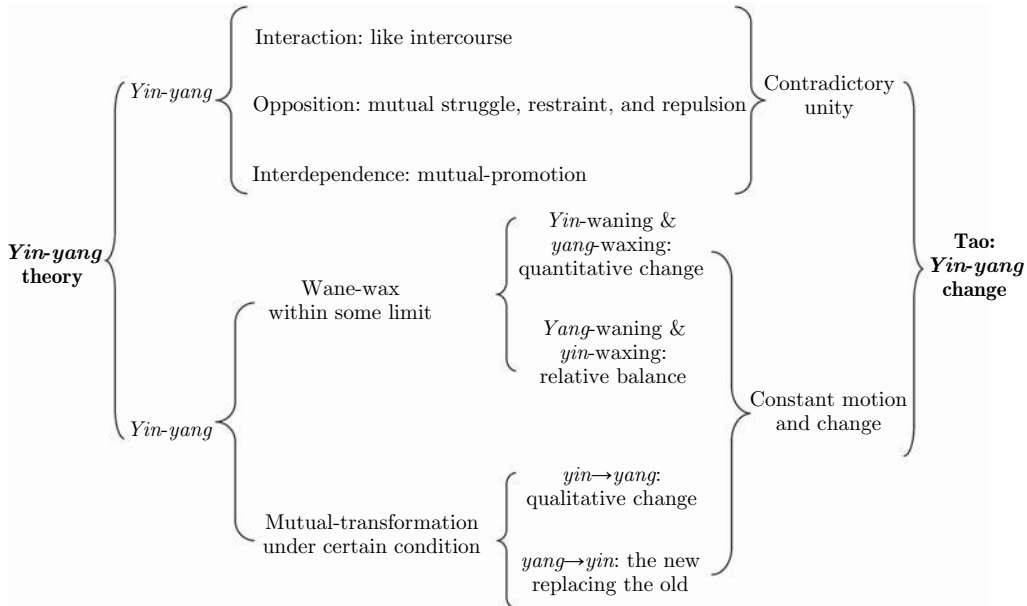 Interaction: like intercourse
Yin-yang
Opposition: mutual struggle, restraint, and repulsion
Contradictory
unity
Interdependence: mutual-promotion
Yin-yang
theory
Yin-waning &
yang-waxing:
quantitative change
Wane-wax
within some limit
Yang-waning &
yin-waxing:
relative balance
Tao:
Yin-yang
change
Yin-yang
Constant motion
and change
yin→yang:
qualitative change
Mutual-transformation
under certain condition
yang→yin: the new
replacing the old